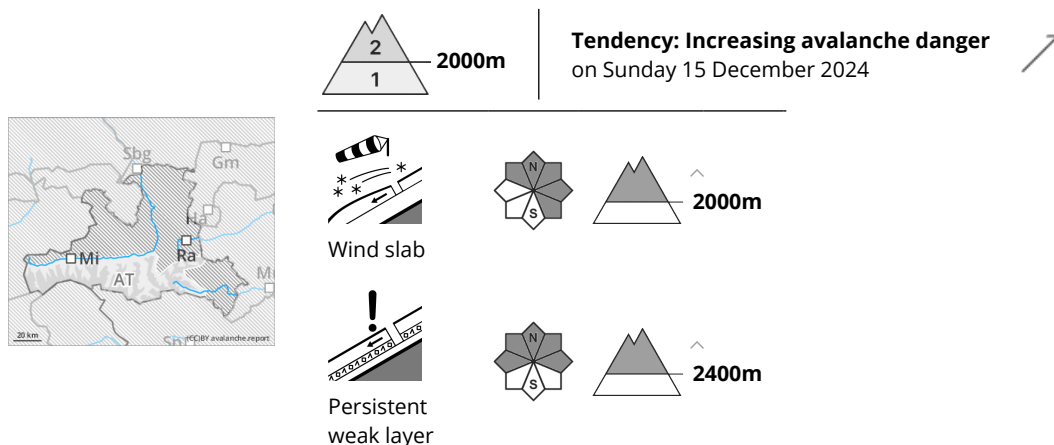 2
1
2000m
Tendency: Increasing avalanche danger
on Sunday 15 December 2024
Sbg
Gm
Ha
Mi
Ra
AT
20 km
(CC)BY avalanche.report
N
S
2000m
Wind slab
N
S
2400m
Persistent
weak layer